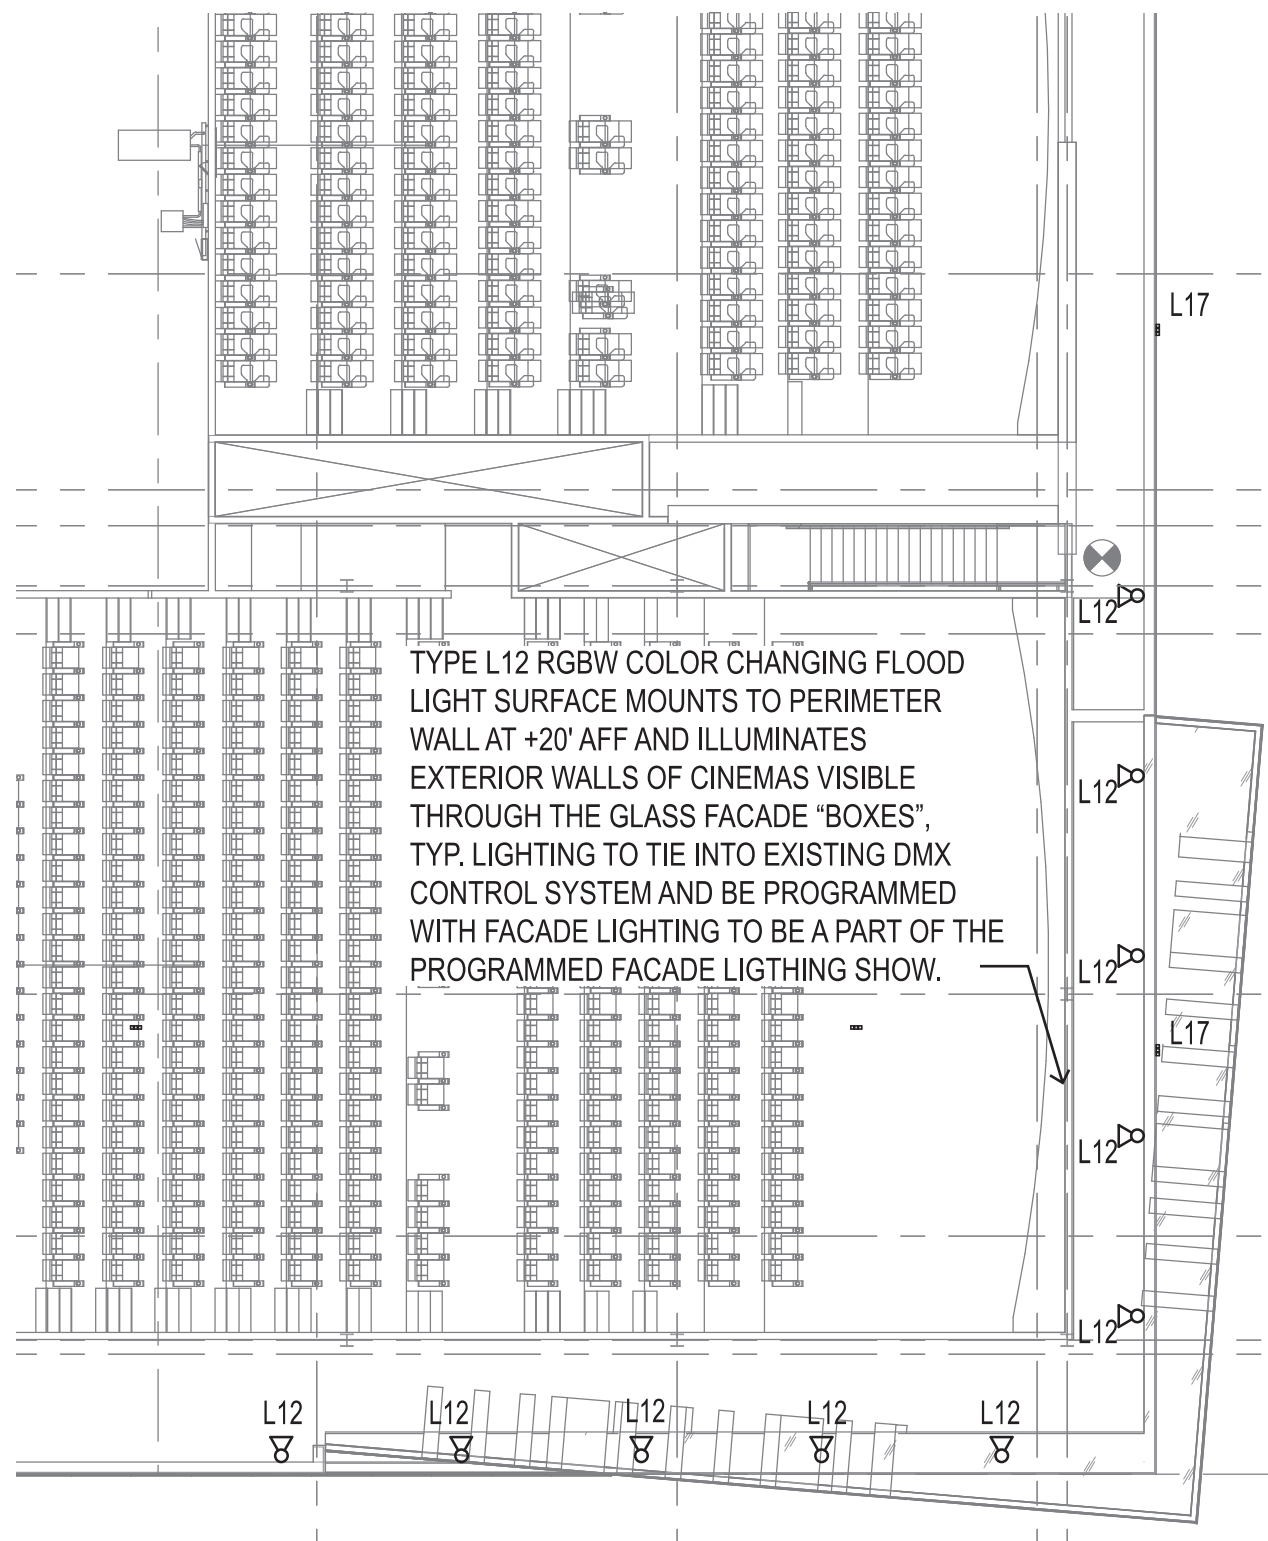 L17
L12
TYPE L12 RGBW COLOR CHANGING FLOOD
LIGHT SURFACE MOUNTS TO PERIMETER
WALL AT +20' AFF AND ILLUMINATES
EXTERIOR WALLS OF CINEMAS VISIBLE
THROUGH THE GLASS FACADE “BOXES”,
TYP. LIGHTING TO TIE INTO EXISTING DMX
CONTROL SYSTEM AND BE PROGRAMMED
WITH FACADE LIGHTING TO BE A PART OF THE
PROGRAMMED FACADE LIGTHING SHOW.
L12
L12
L17
L12
L12
L12
L12
L12
L12
L12